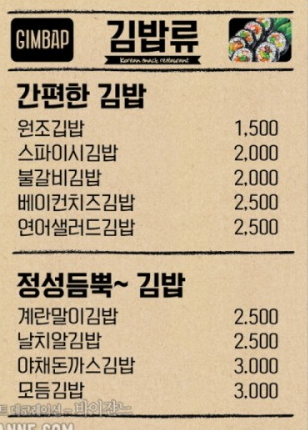 GIMBAP
김밥류
Korean snack restaurant
간편한 김밥
원조김밥 1,500
스파이시김밥 2,000
불갈비김밥 2,000
베이컨치즈김밥 2,500
연어샐러드김밥 2,500
정성듬뿍~ 김밥
계란말이김밥 2.500
날치알김밥 2.500
야채돈까스김밥 3.000
모듬김밥 3.000